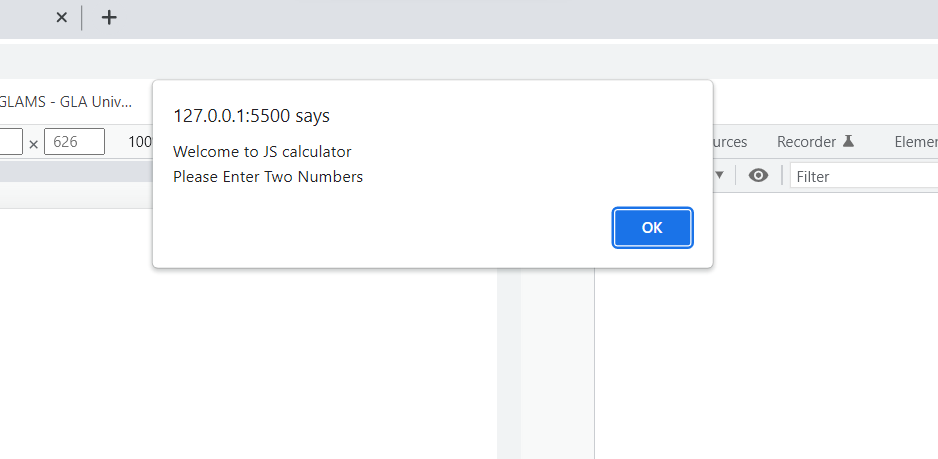 GLAMS - GLA Univ...
127.0.0.1:5500 says
Welcome to JS calculator
Please Enter Two Numbers
OK
× 626 100
urces Recorder Elemen
Filter